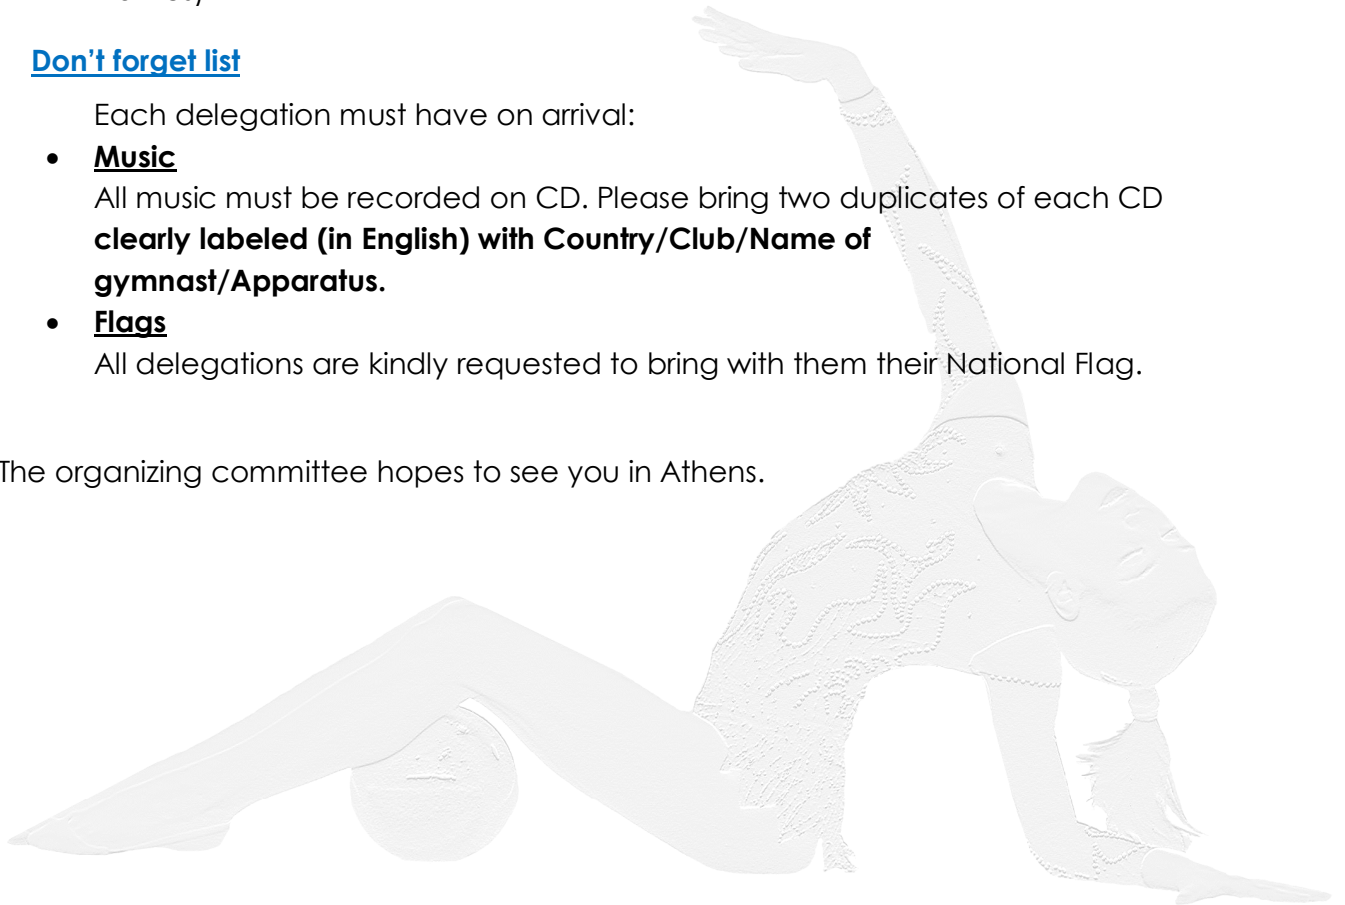 Don’t forget list
Each delegation must have on arrival:
• Music
All music must be recorded on CD. Please bring two duplicates of each CD
clearly labeled (in English) with Country/Club/Name of
gymnast/Apparatus.
• Flags
All delegations are kindly requested to bring with them their National Flag.
The organizing committee hopes to see you in Athens.